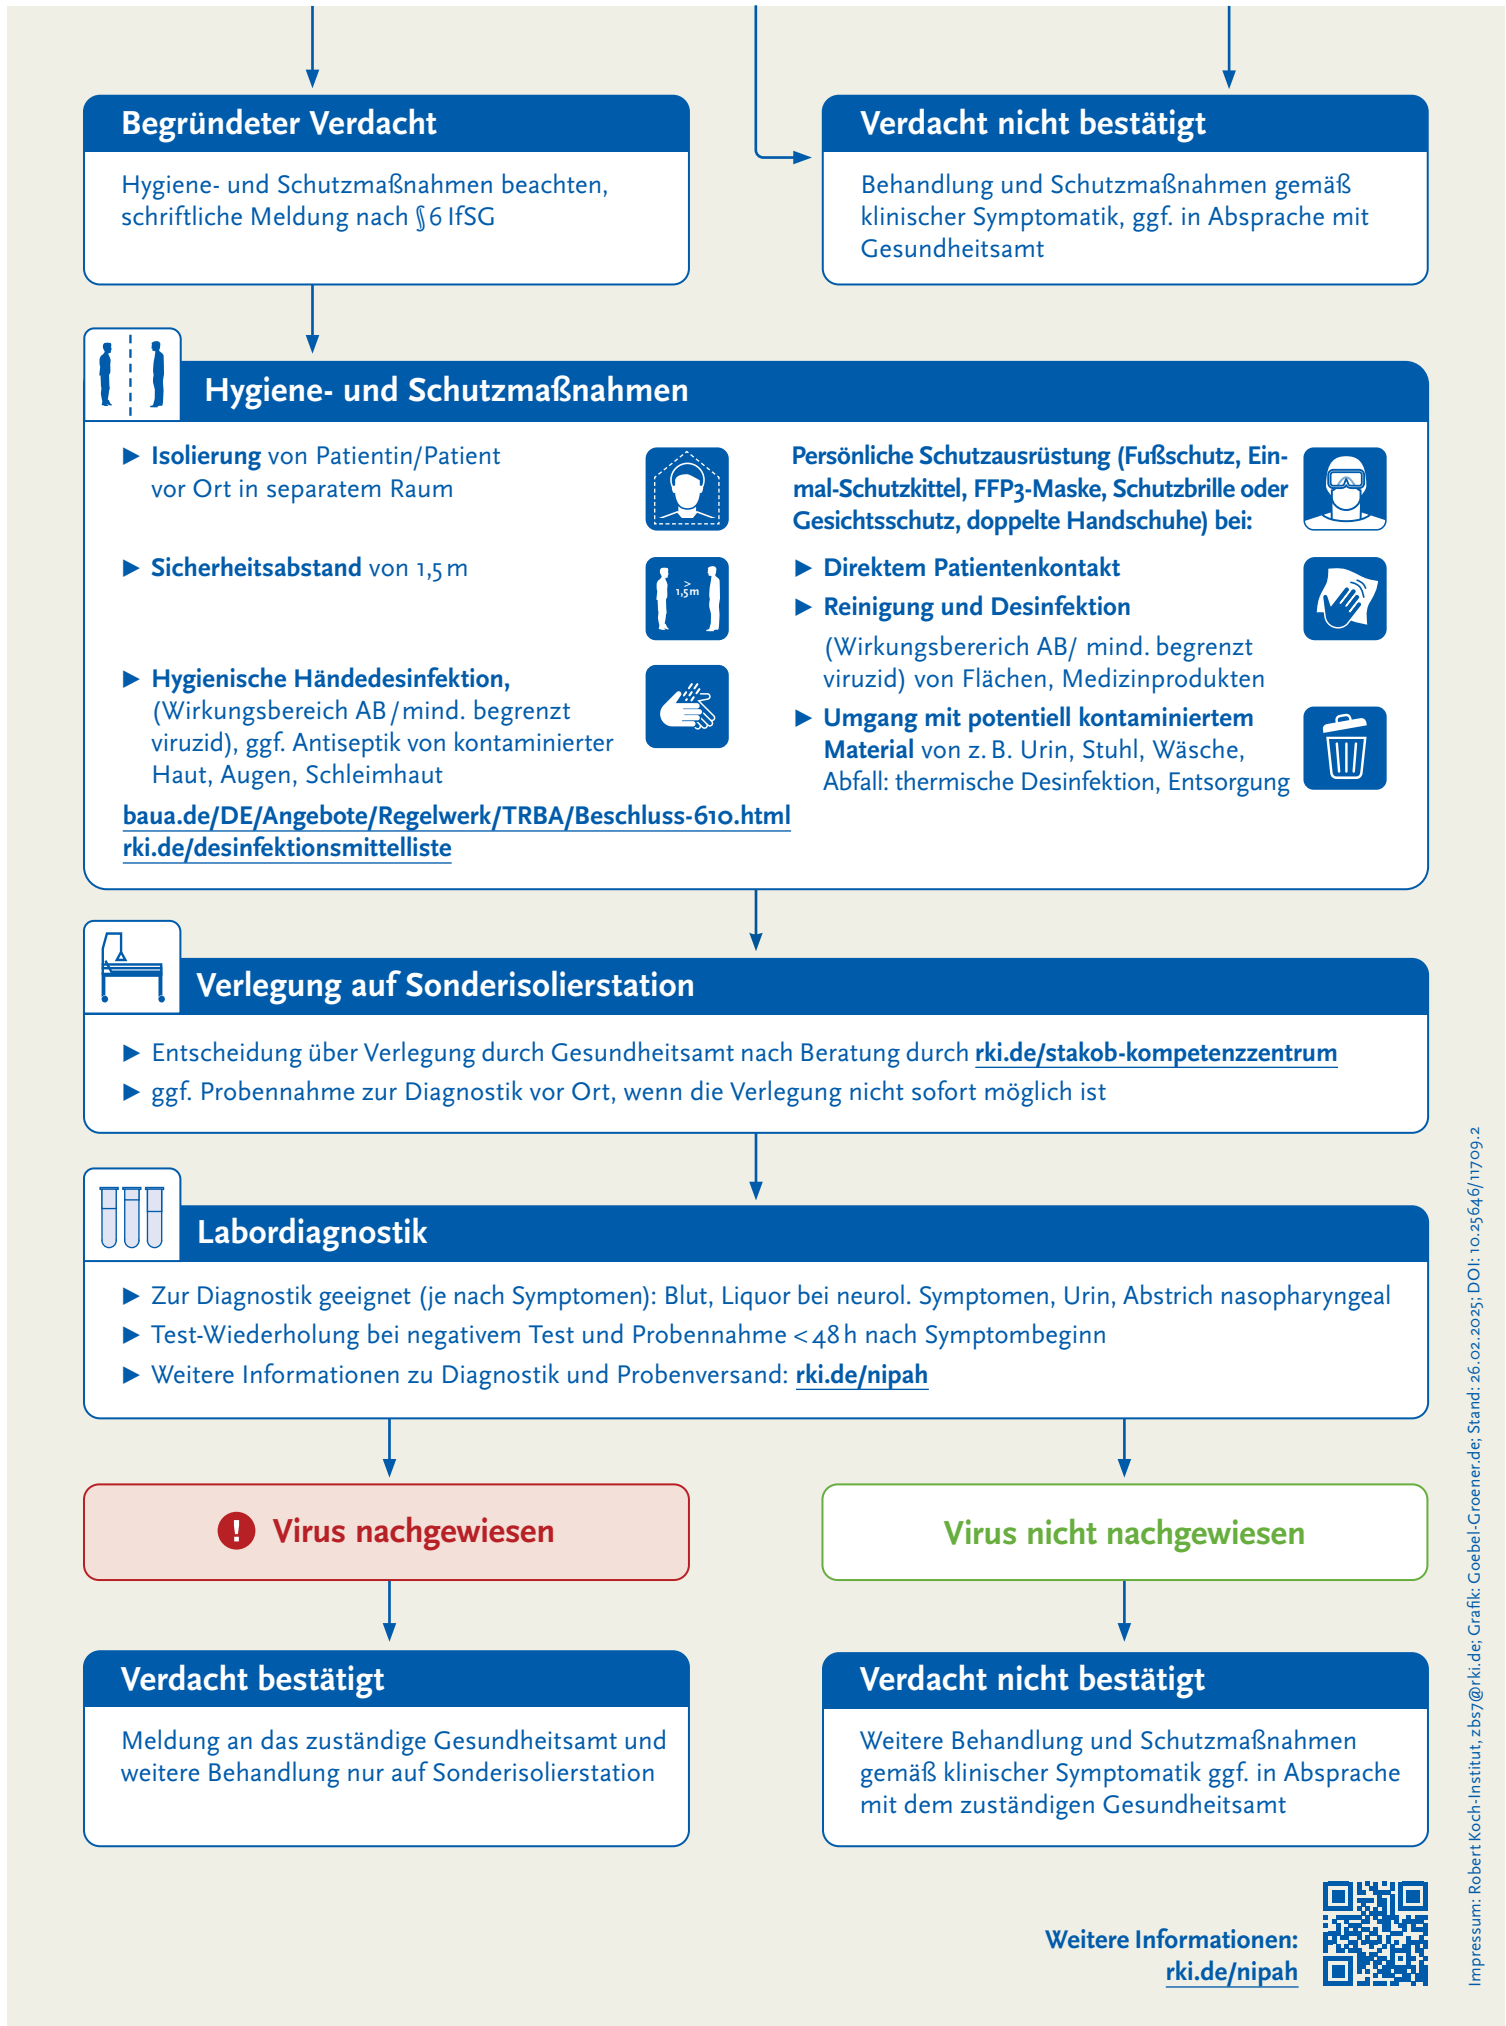 Begründeter Verdacht
Hygiene- und Schutzmaßnahmen beachten,
schriftliche Meldung nach § 6 IfSG
Verdacht nicht bestätigt
Behandlung und Schutzmaßnahmen gemäß
klinischer Symptomatik, ggf. in Absprache mit
Gesundheitsamt
Hygiene- und Schutzmaßnahmen
► Isolierung von Patientin/Patient
vor Ort in separatem Raum
► Sicherheitsabstand von 1,5 m
>
1,5m
► Hygienische Händedesinfektion,
(Wirkungsbereich AB / mind. begrenzt
viruzid), ggf. Antiseptik von kontaminierter
Haut, Augen, Schleimhaut
baua.de/DE/Angebote/Regelwerk/TRBA/Beschluss-610.html
rki.de/desinfektionsmittelliste
Persönliche Schutzausrüstung (Fußschutz, Ein-
mal-Schutzkittel, FFP3-Maske, Schutzbrille oder
Gesichtsschutz, doppelte Handschuhe) bei:
► Direktem Patientenkontakt
► Reinigung und Desinfektion
(Wirkungsbererich AB/ mind. begrenzt
viruzid) von Flächen, Medizinprodukten
► Umgang mit potentiell kontaminiertem
Material von z. B. Urin, Stuhl, Wäsche,
Abfall: thermische Desinfektion, Entsorgung
Verlegung auf Sonderisolierstation
► Entscheidung über Verlegung durch Gesundheitsamt nach Beratung durch rki.de/stakob-kompetenzzentrum
► ggf. Probennahme zur Diagnostik vor Ort, wenn die Verlegung nicht sofort möglich ist
Labordiagnostik
► Zur Diagnostik geeignet (je nach Symptomen): Blut, Liquor bei neurol. Symptomen, Urin, Abstrich nasopharyngeal
► Test-Wiederholung bei negativem Test und Probennahme < 48 h nach Symptombeginn
► Weitere Informationen zu Diagnostik und Probenversand: rki.de/nipah
! Virus nachgewiesen
Virus nicht nachgewiesen
Verdacht bestätigt
Meldung an das zuständige Gesundheitsamt und
weitere Behandlung nur auf Sonderisolierstation
Verdacht nicht bestätigt
Weitere Behandlung und Schutzmaßnahmen
gemäß klinischer Symptomatik ggf. in Absprache
mit dem zuständigen Gesundheitsamt
Weitere Informationen:
rki.de/nipah
Impressum: Robert Koch-Institut, zbs7@rki.de; Grafik: Goebel-Groener.de; Stand: 26.02.2025; DOI: 10.25646/11709.2